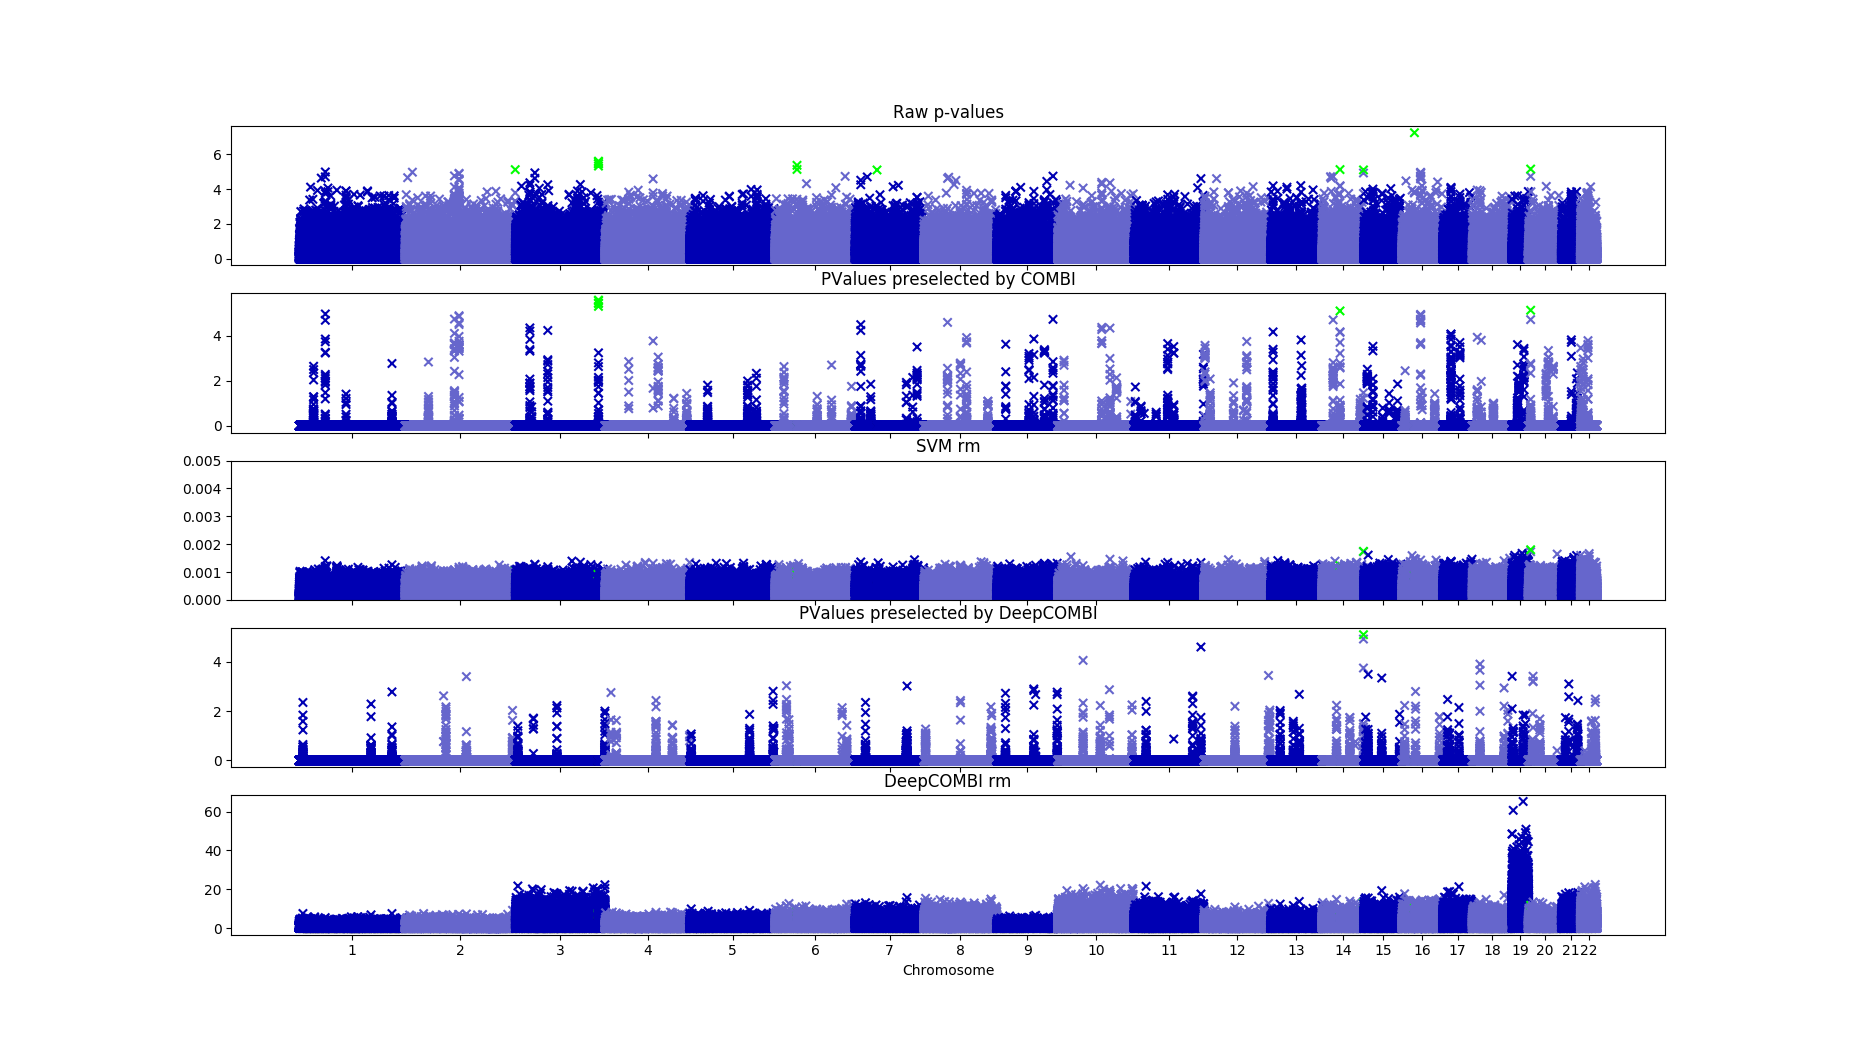 Raw p-values
6
4
2
0
PValues preselected by COMBI
4
2
0
SVM rm
0.005
0.004
0.003
0.002
0.001
0.000
PValues preselected by DeepCOMBI
4
2
0
DeepCOMBI rm
60
40
20
0
1 2 3 4 5 6 7 8 9 10 11 12 13 14 15 16 17 18 19 20 21 22
Chromosome